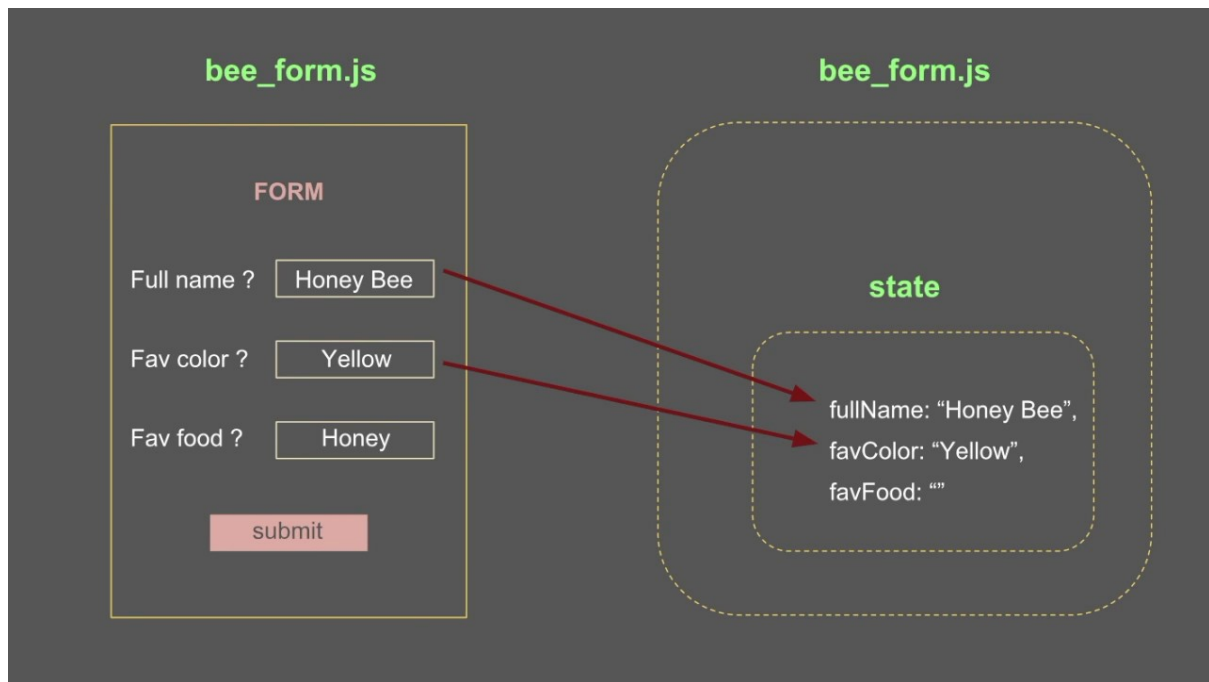 bee_form.js
FORM
Full name ? Honey Bee
Fav color ? Yellow
Fav food ? Honey
submit
bee_form.js
state
fullName: “Honey Bee”,
favColor: “Yellow”,
favFood: “”